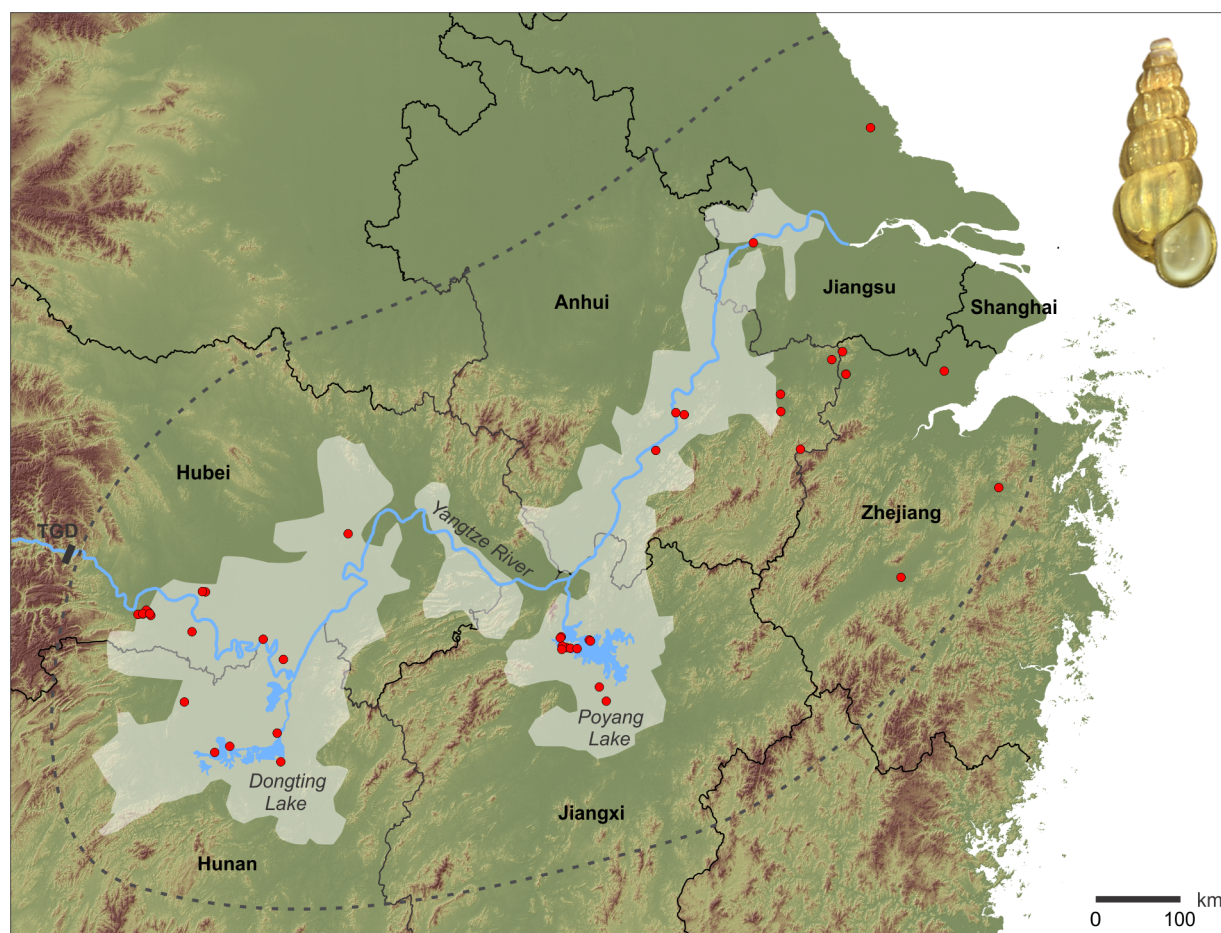 Anhui
Jiangsu
Shanghai
Hubei
TGD
Yangtze River
Zhejiang
Poyang
Lake
Dongting
Lake
Jiangxi
Hunan
km
0 100